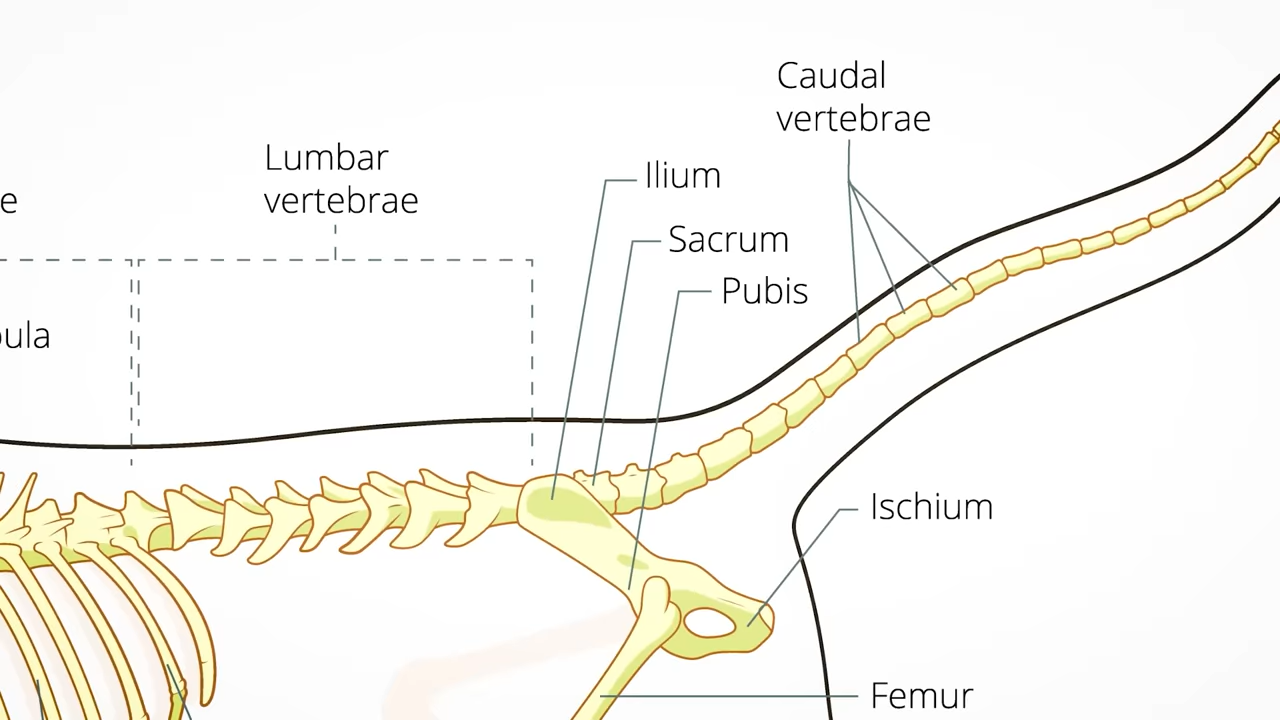 Caudal
vertebrae
Lumbar
vertebrae
Ilium
Sacrum
Pubis
Ischium
Femur